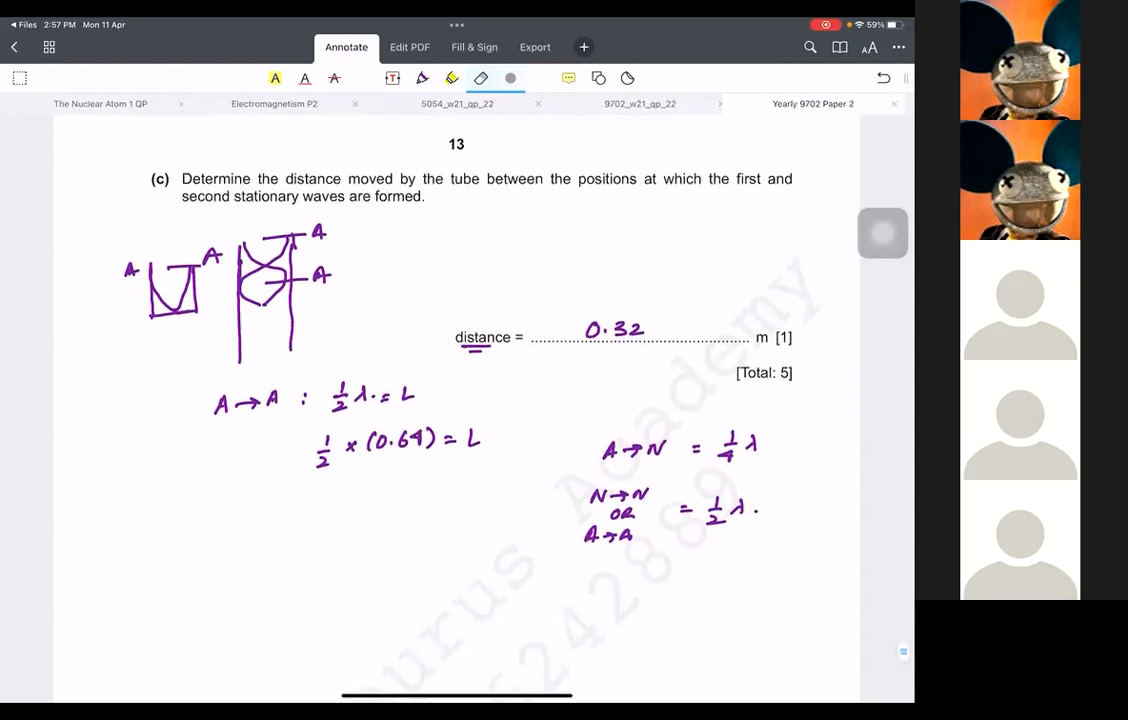 Files 2:57 PM Mon 11 Apr
59%
Annotate Edit PDF Fill & Sign Export
The Nuclear Atom 1 QP Electromagnetism P2 5054_w21_qp_22 9702_w21_qp_22 Yearly 9702 Paper 2
13
(c) Determine the distance moved by the tube between the positions at which the first and
second stationary waves are formed.
A A A
A
distance = 0.32 m [1]
[Total: 5]
A → A : 1/2 λ = L
1/2 × (0.64) = L
A → N = 1/4 λ
N → N
OR = 1/2 λ.
A → A
Academy